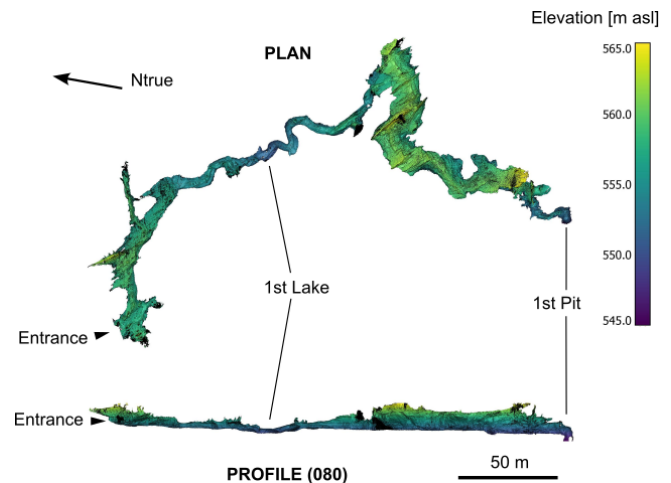 Elevation [m asl]
PLAN
Ntrue
565.0
560.0
555.0
550.0
545.0
1st Lake
1st Pit
Entrance
Entrance
50 m
PROFILE (080)